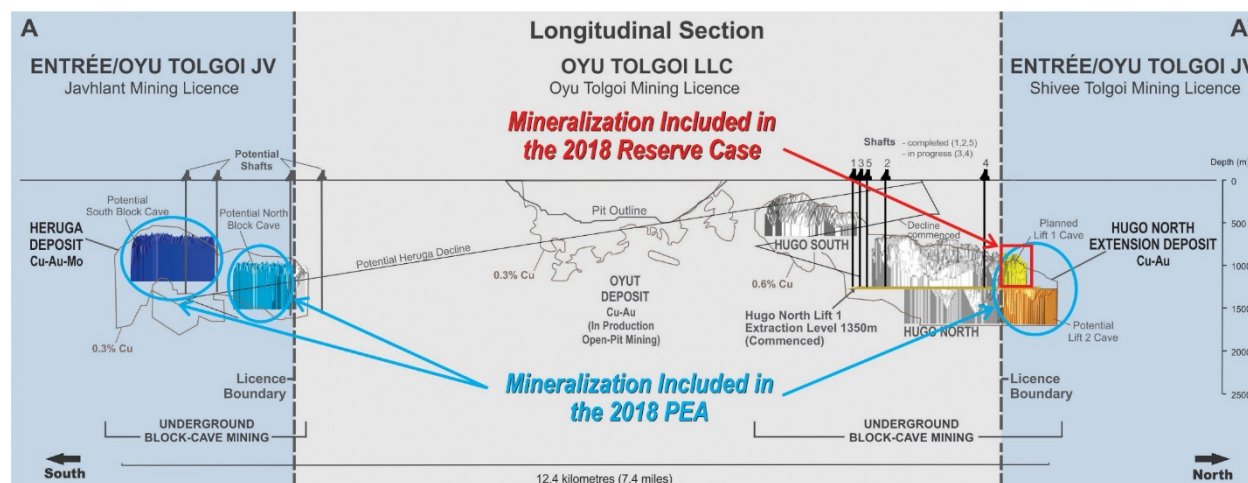 A
Longitudinal Section
A
ENTRÉE/OYU TOLGOI JV
Javhlant Mining Licence
OYU TOLGOI LLC
Oyu Tolgoi Mining Licence
ENTRÉE/OYU TOLGOI JV
Shivee Tolgoi Mining Licence
Mineralization Included in
the 2018 Reserve Case
Potential
Shafts
Shafts - completed (1,2,5)
- in progress (3,4)
1 3 5 2 4
Depth (m)
0
500
1000
1500
2000
2500
Potential
South Block Cave
Potential North
Block Cave
HERUGA
DEPOSIT
Cu-Au-Mo
0.3% Cu
Potential Heruga Decline
Pit Outline
0.3% Cu
OYUT
DEPOSIT
Cu-Au
(In Production
Open-Pit Mining)
HUGO SOUTH
0.6% Cu
Decline
commenced
Hugo North Lift 1
Extraction Level 1350m
(Commenced)
HUGO NORTH
Planned
Lift 1 Cave
HUGO NORTH
EXTENSION DEPOSIT
Cu-Au
Potential
Lift 2 Cave
Mineralization Included in
the 2018 PEA
Licence
Boundary
Licence
Boundary
UNDERGROUND
BLOCK-CAVE MINING
UNDERGROUND
BLOCK-CAVE MINING
South
North
12.4 kilometres (7.4 miles)